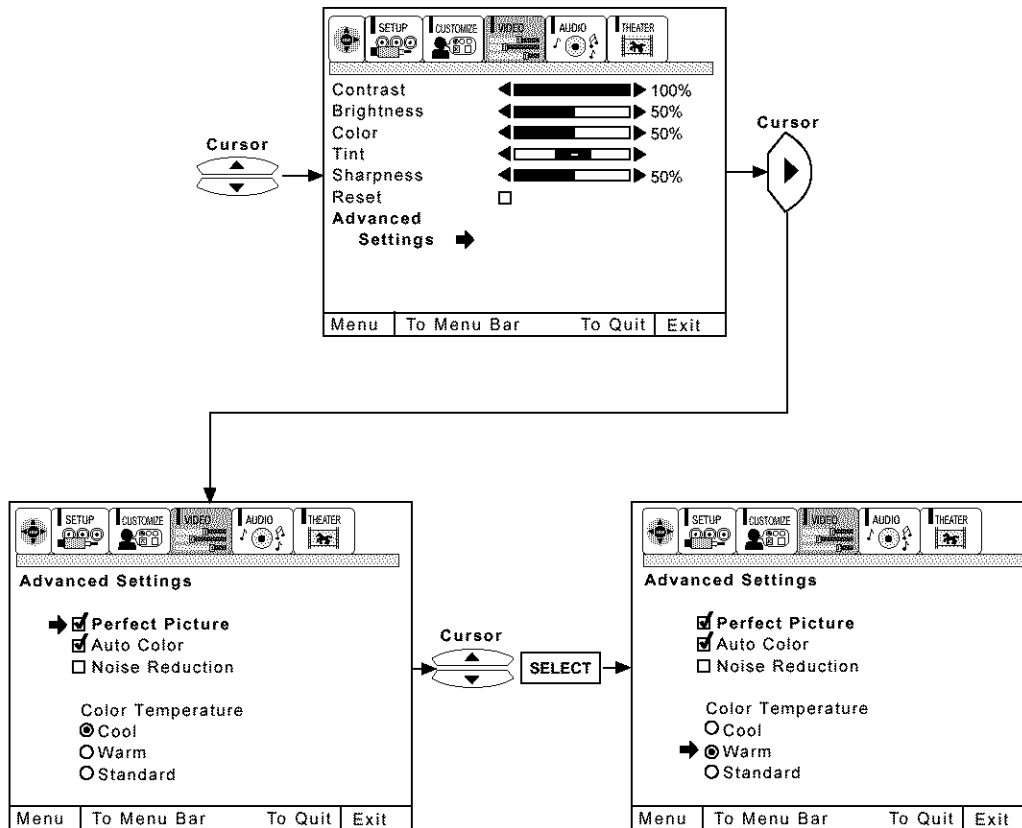 SETUP CUSTOMIZE VIDEO AUDIO THEATER
Contrast 100%
Brightness 50%
Color 50%
Tint
Sharpness 50%
Reset
Advanced
Settings
Menu To Menu Bar To Quit Exit
Cursor
Cursor
SETUP CUSTOMIZE VIDEO AUDIO THEATER
Advanced Settings
Perfect Picture
Auto Color
Noise Reduction
Color Temperature
Cool
Warm
Standard
Menu To Menu Bar To Quit Exit
Cursor
SELECT
SETUP CUSTOMIZE VIDEO AUDIO THEATER
Advanced Settings
Perfect Picture
Auto Color
Noise Reduction
Color Temperature
Cool
Warm
Standard
Menu To Menu Bar To Quit Exit